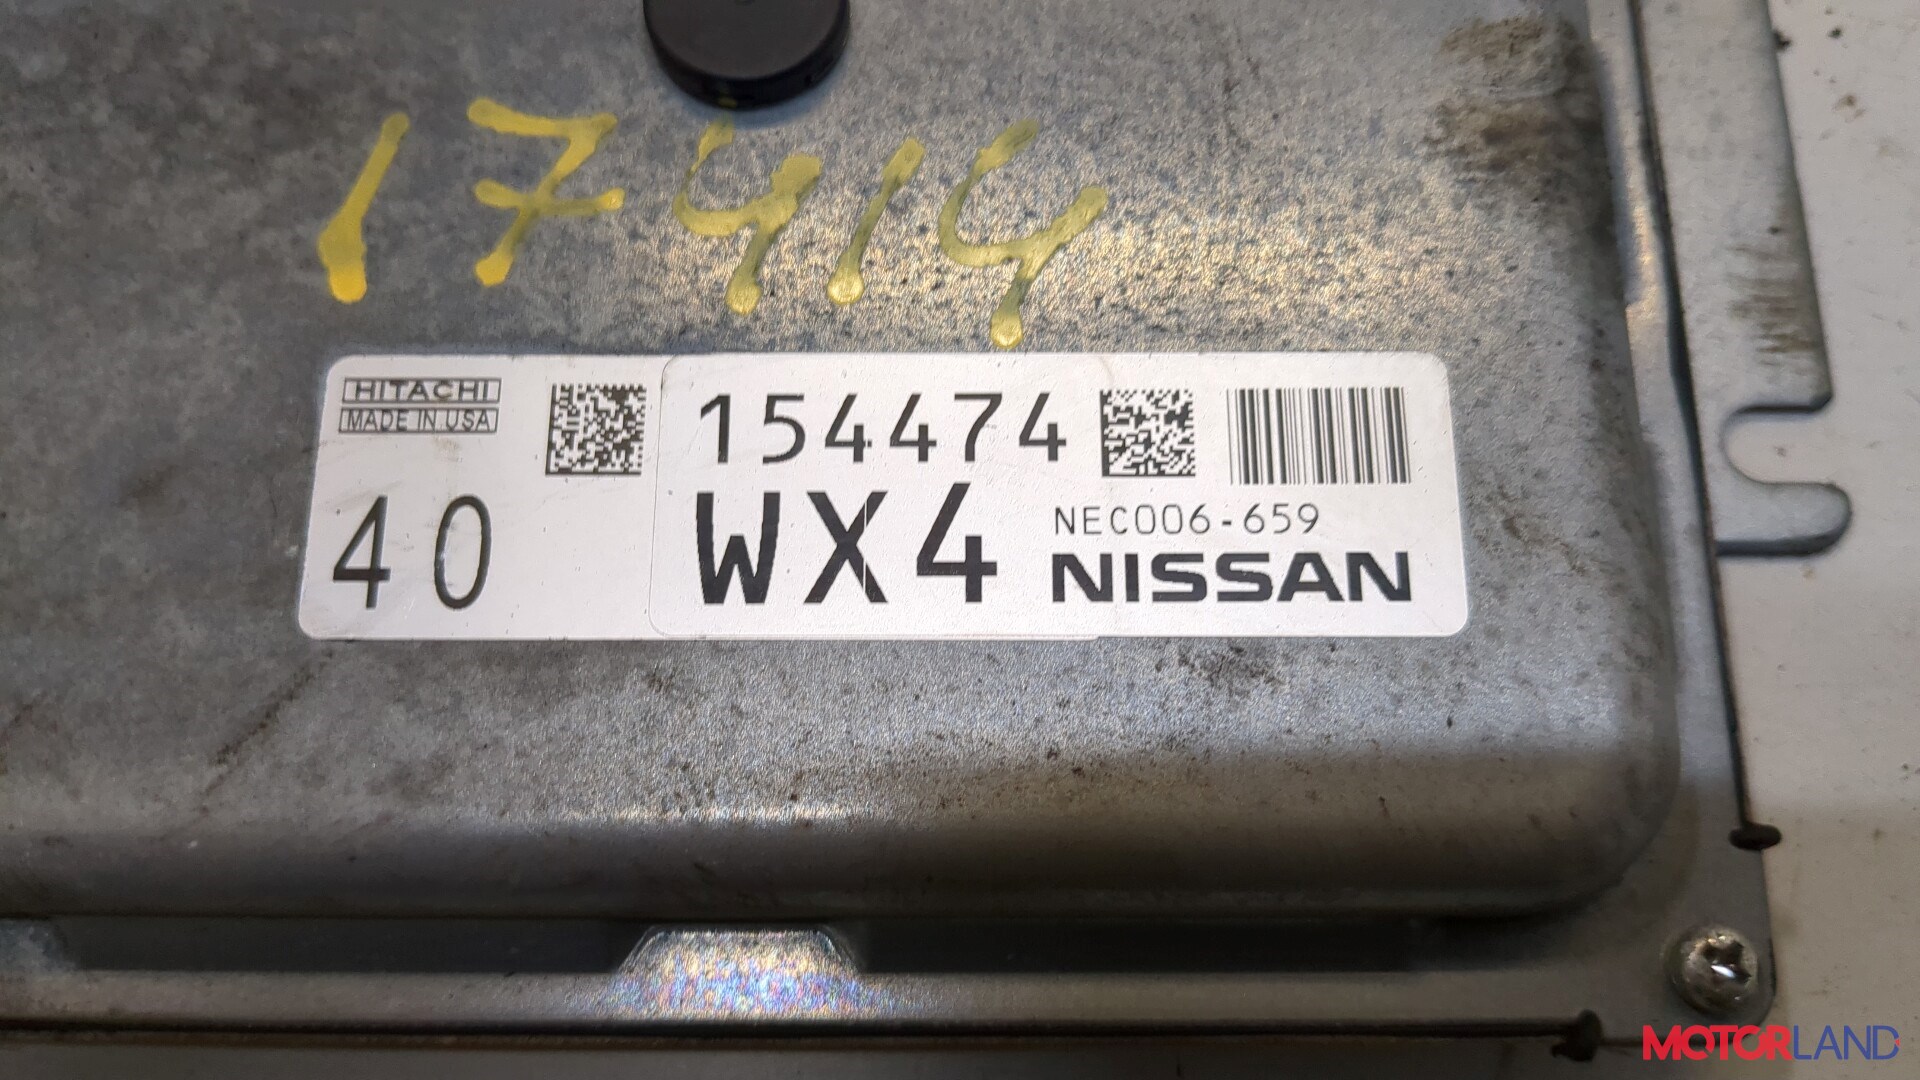 17414
HITACHI
MADE IN USA
40
154474
WX4
NEC006-659
NISSAN
MOTORLAND